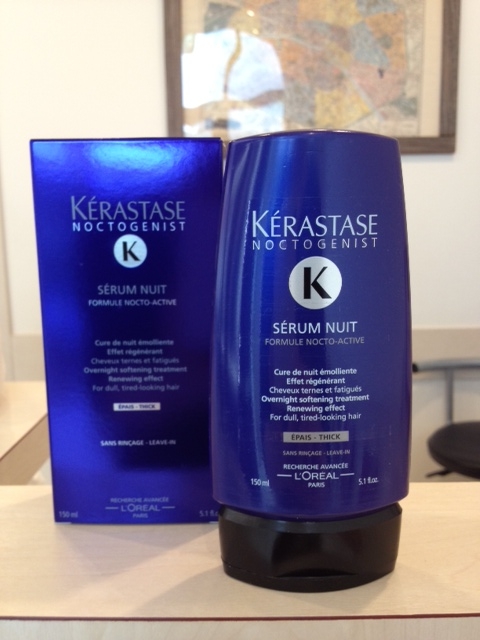 KÉRASTASE
NOCTOGENIST
K
SÉRUM NUIT
FORMULE NOCTO-ACTIVE
Cure de nuit émolliente
Effet régénérant
Cheveux ternes et fatigués
Overnight softening treatment
Renewing effect
For dull, tired-looking hair
ÉPAIS - THICK
SANS RINÇAGE - LEAVE-IN
RECHERCHE AVANCÉE
L'ORÉAL
PARIS
150 ml 5.1 fl.
KÉRASTASE
NOCTOGENIST
K
SÉRUM NUIT
FORMULE NOCTO-ACTIVE
Cure de nuit émolliente
Effet régénérant
Cheveux ternes et fatigués
Overnight softening treatment
Renewing effect
For dull, tired-looking hair
ÉPAIS - THICK
SANS RINÇAGE - LEAVE-IN
RECHERCHE AVANCÉE
L'ORÉAL
PARIS
150 ml 5.1 fl.oz.